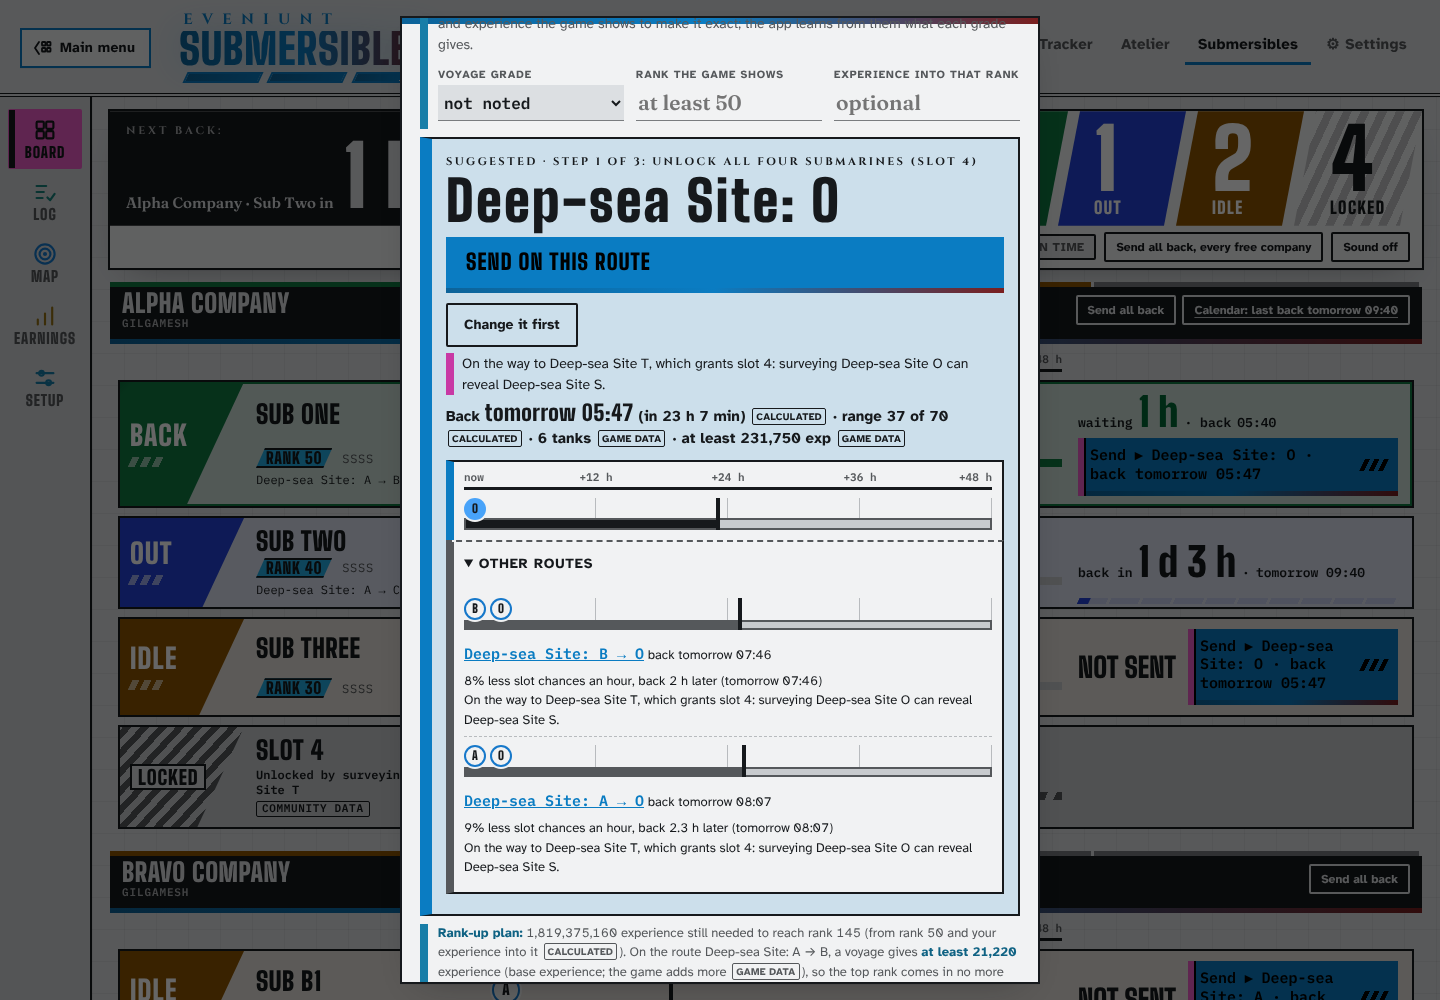 EVENIUNT
SUBMERSIBLE
Main menu
Tracker
Atelier
Submersibles
Settings
BOARD
LOG
MAP
EARNINGS
SETUP
NEXT BACK:
Alpha Company · Sub Two in
1
1
OUT
2
IDLE
4
LOCKED
N TIME
Send all back, every free company
Sound off
and experience the game shows to make it exact, the app learns from them what each grade
gives.
VOYAGE GRADE
RANK THE GAME SHOWS
EXPERIENCE INTO THAT RANK
not noted
at least 50
optional
SUGGESTED · STEP 1 OF 3: UNLOCK ALL FOUR SUBMARINES (SLOT 4)
Deep-sea Site: O
SEND ON THIS ROUTE
Change it first
On the way to Deep-sea Site T, which grants slot 4: surveying Deep-sea Site O can
reveal Deep-sea Site S.
Back tomorrow 05:47 (in 23 h 7 min) CALCULATED · range 37 of 70
CALCULATED · 6 tanks GAME DATA · at least 231,750 exp GAME DATA
now +12 h +24 h +36 h +48 h
O
▼ OTHER ROUTES
B O
Deep-sea Site: B → O back tomorrow 07:46
8% less slot chances an hour, back 2 h later (tomorrow 07:46)
On the way to Deep-sea Site T, which grants slot 4: surveying Deep-sea Site O can reveal
Deep-sea Site S.
A O
Deep-sea Site: A → O back tomorrow 08:07
9% less slot chances an hour, back 2.3 h later (tomorrow 08:07)
On the way to Deep-sea Site T, which grants slot 4: surveying Deep-sea Site O can reveal
Deep-sea Site S.
Rank-up plan: 1,819,375,160 experience still needed to reach rank 145 (from rank 50 and your
experience into it CALCULATED). On the route Deep-sea Site: A → B, a voyage gives at least 21,220
experience (base experience; the game adds more GAME DATA), so the top rank comes in no more
ALPHA COMPANY
GILGAMESH
Send all back
Calendar: last back tomorrow 09:40
48 h
BACK
SUB ONE
RANK 50 SSSS
Deep-sea Site: A → B
waiting 1 h · back 05:40
Send ▶ Deep-sea Site: O ·
back tomorrow 05:47
OUT
SUB TWO
RANK 40 SSSS
Deep-sea Site: A → C
back in 1 d 3 h · tomorrow 09:40
IDLE
SUB THREE
RANK 30 SSSS
NOT SENT
Send ▶ Deep-sea
Site: O · back
tomorrow 05:47
LOCKED
SLOT 4
Unlocked by surveyin
Site T
COMMUNITY DATA
BRAVO COMPANY
GILGAMESH
Send all back
48 h
IDLE
SUB B1
A
NOT SENT
Send ▶ Deep-sea
Site: A · back